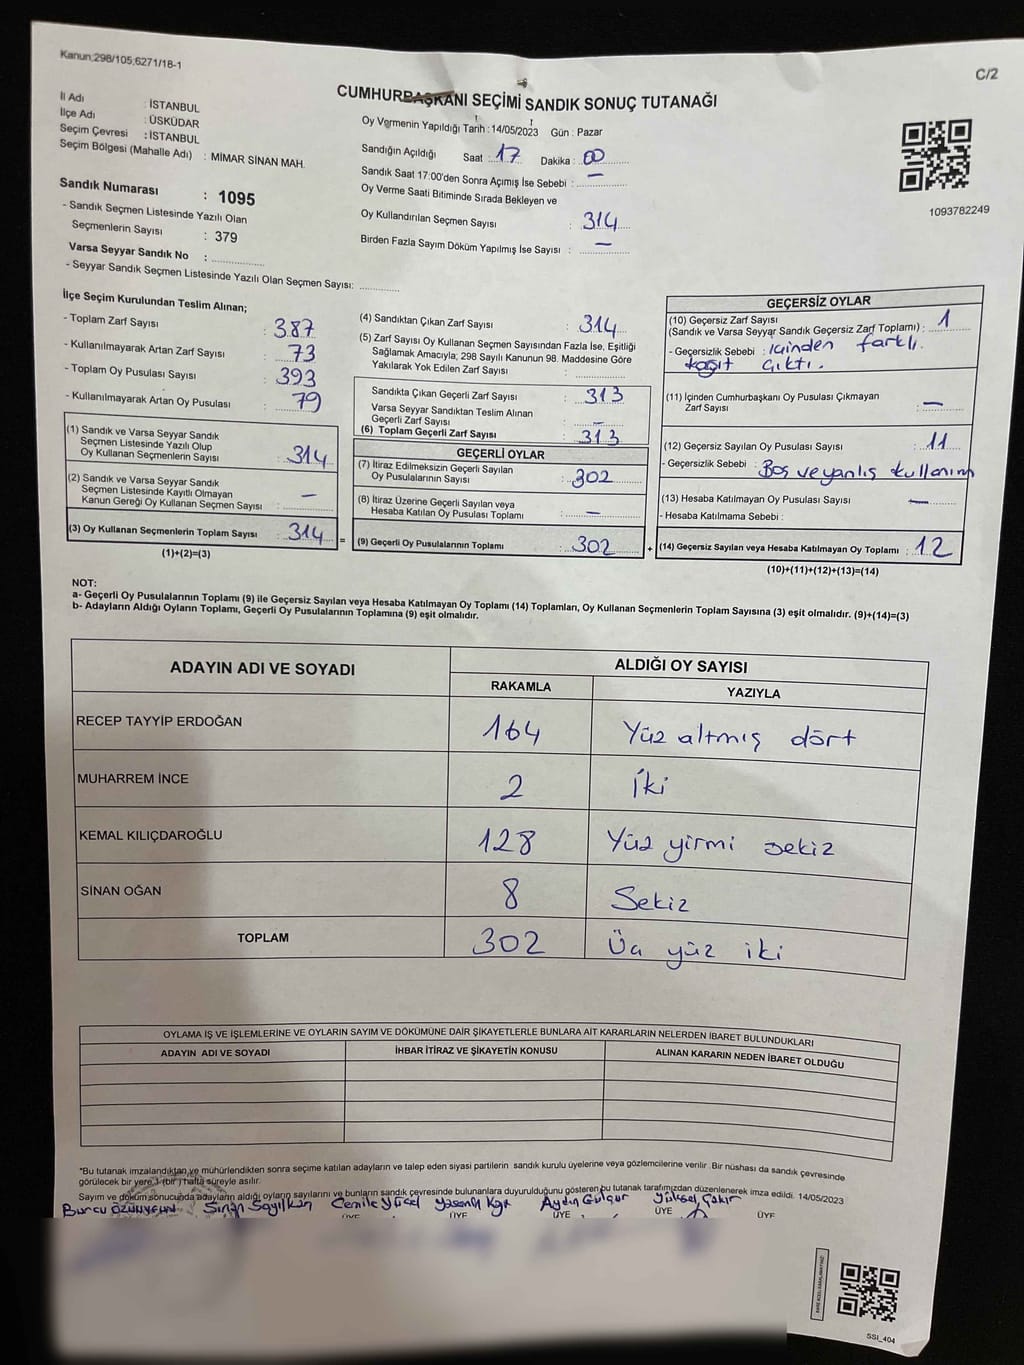 Kanun;298/105,6271/18-1
C/2
CUMHURBAŞKANI SEÇİMİ SANDIK SONUÇ TUTANAĞI
İl Adı : İSTANBUL
İlçe Adı : ÜSKÜDAR
Seçim Çevresi : İSTANBUL
Seçim Bölgesi (Mahalle Adı) : MİMAR SİNAN MAH.
Sandık Numarası : 1095
- Sandık Seçmen Listesinde Yazılı Olan
Seçmenlerin Sayısı : 379
Varsa Seyyar Sandık No :
- Seyyar Sandık Seçmen Listesinde Yazılı Olan Seçmen Sayısı:
Oy Vermenin Yapıldığı Tarih : 14/05/2023 Gün : Pazar
Sandığın Açıldığı Saat : 17 Dakika : 00
Sandık Saat 17:00'den Sonra Açımış İse Sebebi : —
Oy Verme Saati Bitiminde Sırada Bekleyen ve
Oy Kullandırılan Seçmen Sayısı : 314
Birden Fazla Sayım Döküm Yapılmış İse Sayısı : —
1093782249
İlçe Seçim Kurulundan Teslim Alınan;
- Toplam Zarf Sayısı : 387
- Kullanılmayarak Artan Zarf Sayısı : 73
- Toplam Oy Pusulası Sayısı : 393
- Kullanılmayarak Artan Oy Pusulası : 79
(1) Sandık ve Varsa Seyyar Sandık
Seçmen Listesinde Yazılı Olup
Oy Kullanan Seçmenlerin Sayısı : 314
(2) Sandık ve Varsa Seyyar Sandık
Seçmen Listesinde Kayıtlı Olmayan
Kanun Gereği Oy Kullanan Seçmen Sayısı : —
(3) Oy Kullanan Seçmenlerin Toplam Sayısı : 314 =
(1)+(2)=(3)
(4) Sandıktan Çıkan Zarf Sayısı : 314
(5) Zarf Sayısı Oy Kullanan Seçmen Sayısından Fazla İse, Eşitliği
Sağlamak Amacıyla; 298 Sayılı Kanunun 98. Maddesine Göre
Yakılarak Yok Edilen Zarf Sayısı :
Sandıkta Çıkan Geçerli Zarf Sayısı : 313
Varsa Seyyar Sandıktan Teslim Alınan
Geçerli Zarf Sayısı : —
(6) Toplam Geçerli Zarf Sayısı : 313
GEÇERLİ OYLAR
(7) İtiraz Edilmeksizin Geçerli Sayılan
Oy Pusulalarının Sayısı : 302
(8) İtiraz Üzerine Geçerli Sayılan veya
Hesaba Katılan Oy Pusulası Toplamı : —
(9) Geçerli Oy Pusulalarının Toplamı : 302 +
GEÇERSİZ OYLAR
(10) Geçersiz Zarf Sayısı
(Sandık ve Varsa Seyyar Sandık Geçersiz Zarf Toplamı) : 1
- Geçersizlik Sebebi : içinden farklı.
kağıt çıktı.
(11) İçinden Cumhurbaşkanı Oy Pusulası Çıkmayan
Zarf Sayısı : —
(12) Geçersiz Sayılan Oy Pusulası Sayısı : 11
- Geçersizlik Sebebi : Boş ve yanlış kullanım
(13) Hesaba Katılmayan Oy Pusulası Sayısı : —
- Hesaba Katılmama Sebebi :
(14) Geçersiz Sayılan veya Hesaba Katılmayan Oy Toplamı : 12
(10)+(11)+(12)+(13)=(14)
NOT:
a- Geçerli Oy Pusulalarının Toplamı (9) ile Geçersiz Sayılan veya Hesaba Katılmayan Oy Toplamı (14) Toplamları, Oy Kullanan Seçmenlerin Toplam Sayısına (3) eşit olmalıdır. (9)+(14)=(3)
b- Adayların Aldığı Oyların Toplamı, Geçerli Oy Pusulalarının Toplamına (9) eşit olmalıdır.
ADAYIN ADI VE SOYADI ALDIĞI OY SAYISI
RAKAMLA YAZIYLA
RECEP TAYYİP ERDOĞAN 164 Yüz altmış dört
MUHARREM İNCE 2 İki
KEMAL KILIÇDAROĞLU 128 Yüz yirmi sekiz
SİNAN OĞAN 8 Sekiz
TOPLAM 302 Üç yüz iki
OYLAMA İŞ VE İŞLEMLERİNE VE OYLARIN SAYIM VE DÖKÜMÜNE DAİR ŞİKAYETLERLE BUNLARA AİT KARARLARIN NELERDEN İBARET BULUNDUKLARI
ADAYIN ADI VE SOYADI İHBAR İTİRAZ VE ŞİKAYETİN KONUSU ALINAN KARARIN NEDEN İBARET OLDUĞU
*Bu tutanak imzalandıktan ve mühürlendikten sonra seçime katılan adayların ve talep eden siyasi partilerin sandık kurulu üyelerine veya gözlemcilerine verilir. Bir nüshası da sandık çevresinde
görülecek bir yere 1 (bir) hafta süreyle asılır.
Sayım ve döküm sonucunda adayların aldığı oyların sayılarını ve bunların sandık çevresinde bulunanlara duyurulduğunu gösteren bu tutanak tarafımızdan düzenlenerek imza edildi. 14/05/2023
Burcu Sinan Sayılkan Cemile Yücel Yasemin Aydın Gülçür Yüksel Çakır
ÜYE ÜYE ÜYE ÜYE
SSI_404